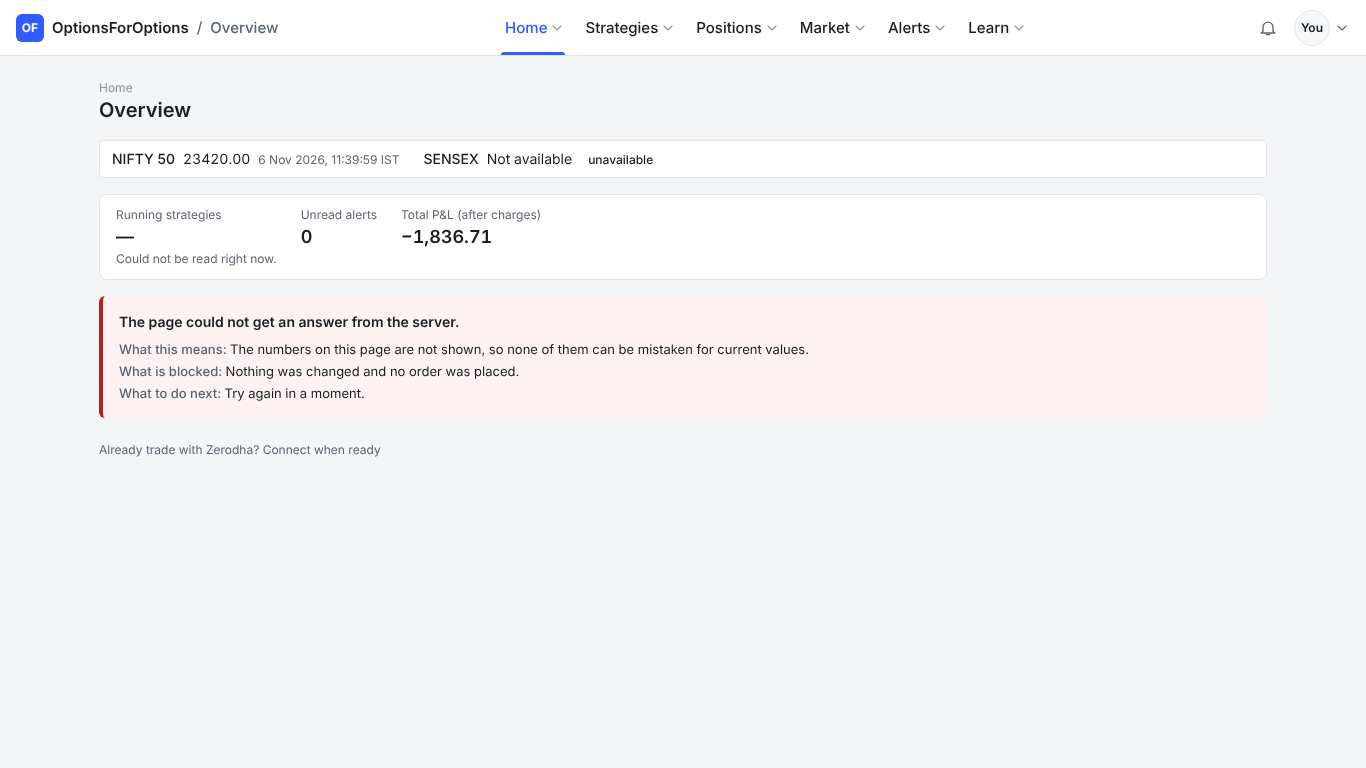 OF OptionsForOptions / Overview Home Strategies Positions Market Alerts Learn You
Home
Overview
NIFTY 50 23420.00 6 Nov 2026, 11:39:59 IST SENSEX Not available unavailable
Running strategies Unread alerts Total P&L (after charges)
— 0 −1,836.71
Could not be read right now.
The page could not get an answer from the server.
What this means: The numbers on this page are not shown, so none of them can be mistaken for current values.
What is blocked: Nothing was changed and no order was placed.
What to do next: Try again in a moment.
Already trade with Zerodha? Connect when ready